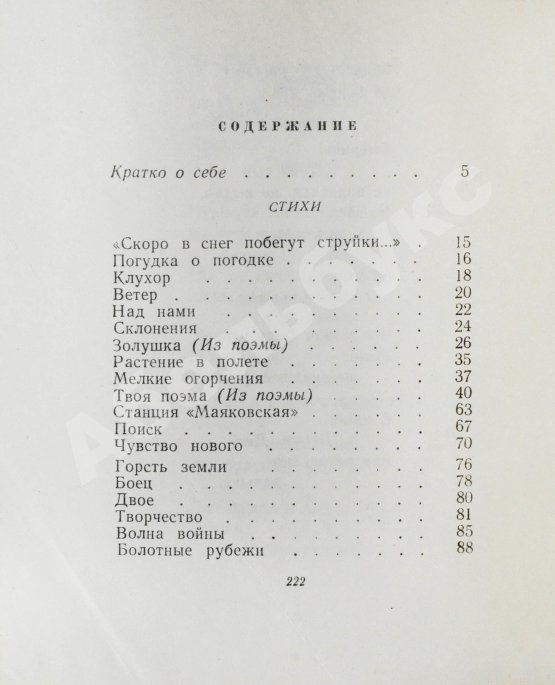 СОДЕРЖАНИЕ
Кратко о себе . . . . . . . . . 5
СТИХИ
«Скоро в снег побегут струйки...» . 15
Погудка о погодке . . . . . . 16
Клухор . . . . . . . . . . 18
Ветер . . . . . . . . . . . 20
Над нами . . . . . . . . . 22
Склонения . . . . . . . . . 24
Золушка (Из поэмы) . . . . . 26
Растение в полете . . . . . . 35
Мелкие огорчения . . . . . . 37
Твоя поэма (Из поэмы) . . . . 40
Станция «Маяковская» . . . . . 63
Поиск . . . . . . . . . . 67
Чувство нового . . . . . . . 70
Горсть земли . . . . . . . . 76
Боец . . . . . . . . . . . 78
Двое . . . . . . . . . . . 80
Творчество . . . . . . . . . 81
Волна войны . . . . . . . . 85
Болотные рубежи . . . . . . 88
222